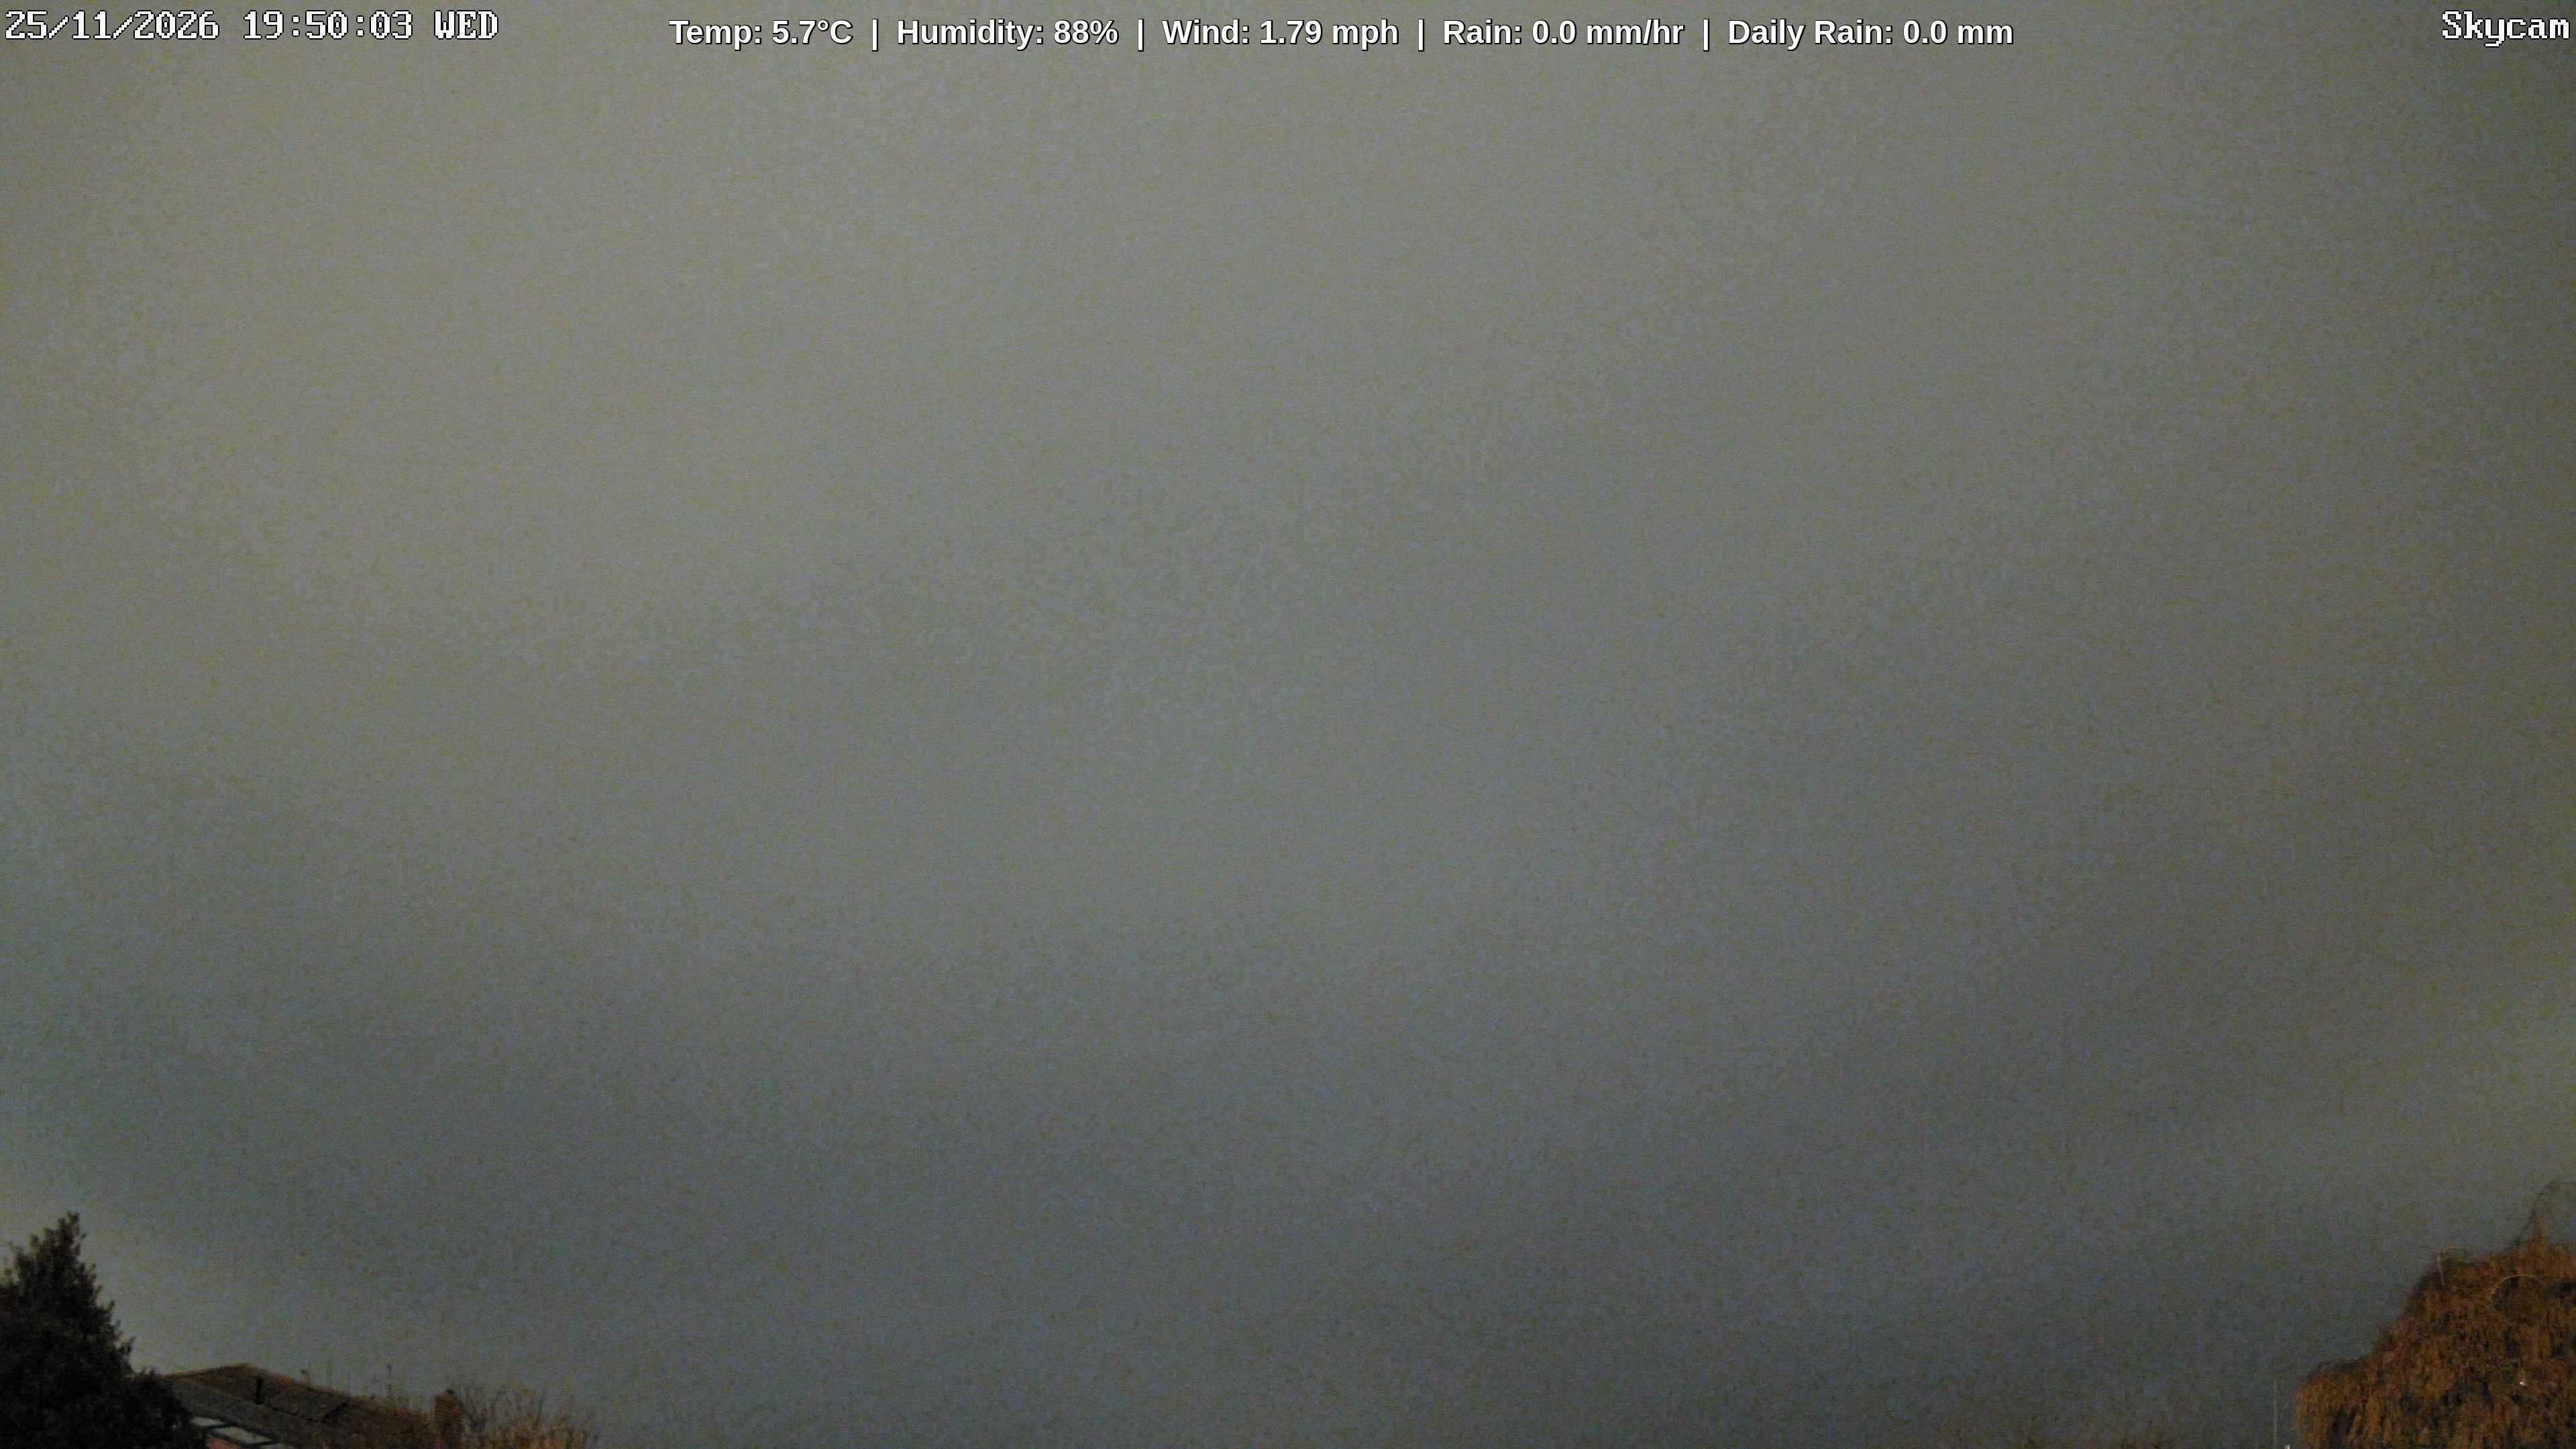 25/11/2026 19:50:03 WED
Temp: 5.7°C | Humidity: 88% | Wind: 1.79 mph | Rain: 0.0 mm/hr | Daily Rain: 0.0 mm
Skycam